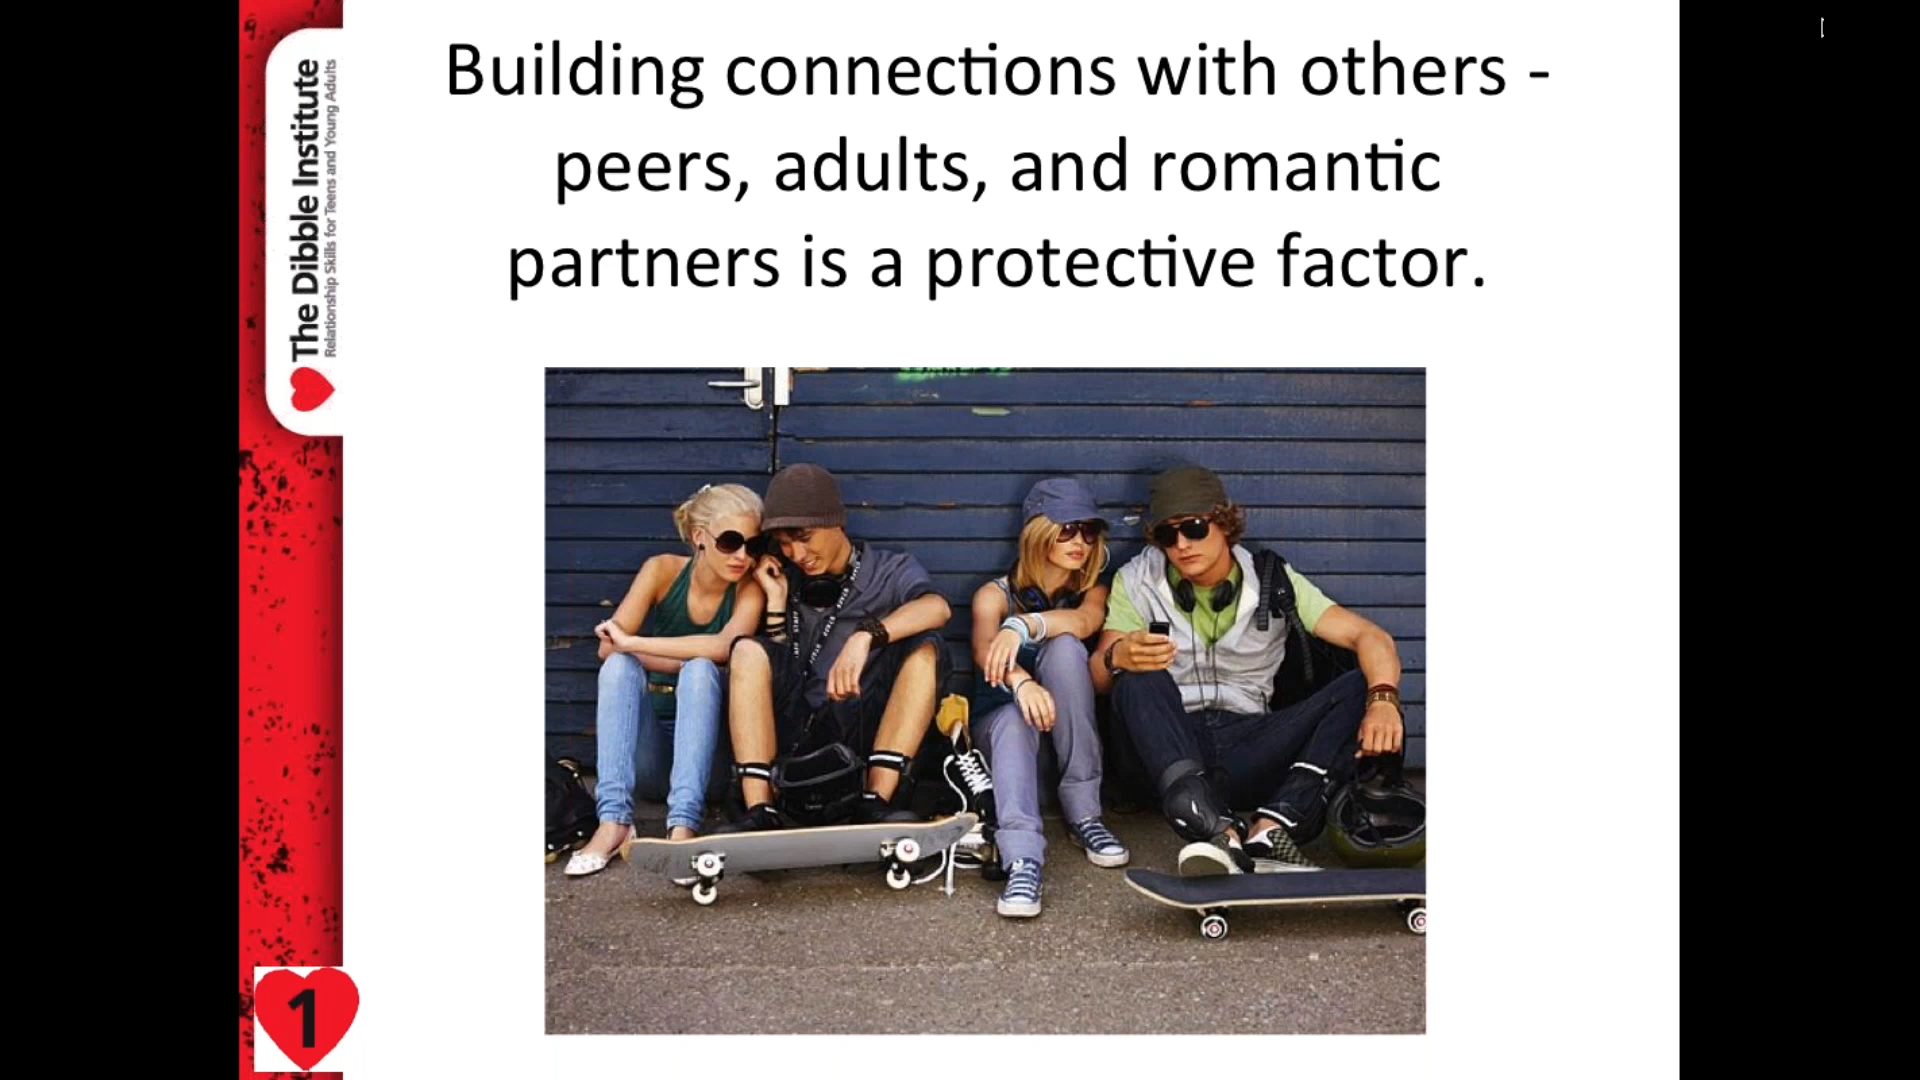 Building connections with others -
peers, adults, and romantic
partners is a protective factor.
The Dibble Institute
Relationship Skills for Teens and Young Adults
1